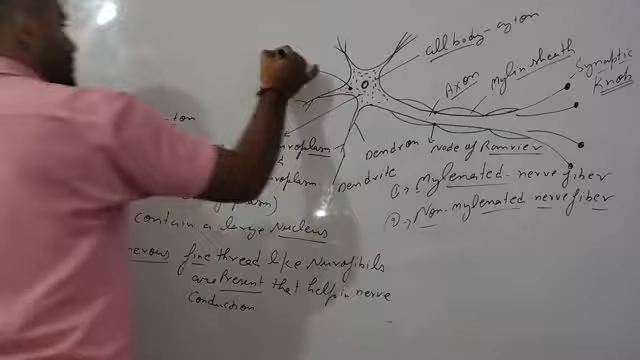 Cell body-cyton
Axon
Mylin sheath
Synaptic
Knob
Dendron
Node of Ranvier
Dendrite
(1)→ Mylenated-nerve fiber
(2)→ Non-mylenated nerve fiber
contain a large Nucleus
fine thread like Neurofibils
are Present that help in nerve
Conduction